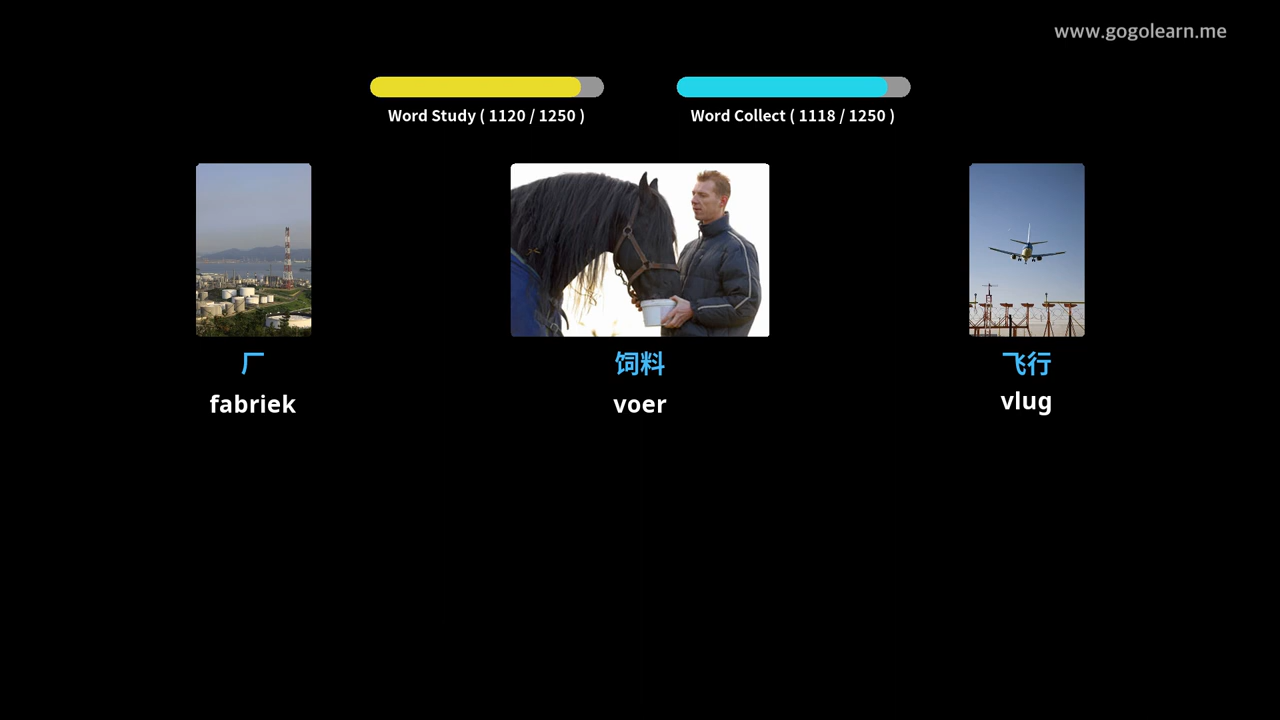 www.gogolearn.me
Word Study ( 1120 / 1250 )
Word Collect ( 1118 / 1250 )
厂
饲料
飞行
fabriek
voer
vlug